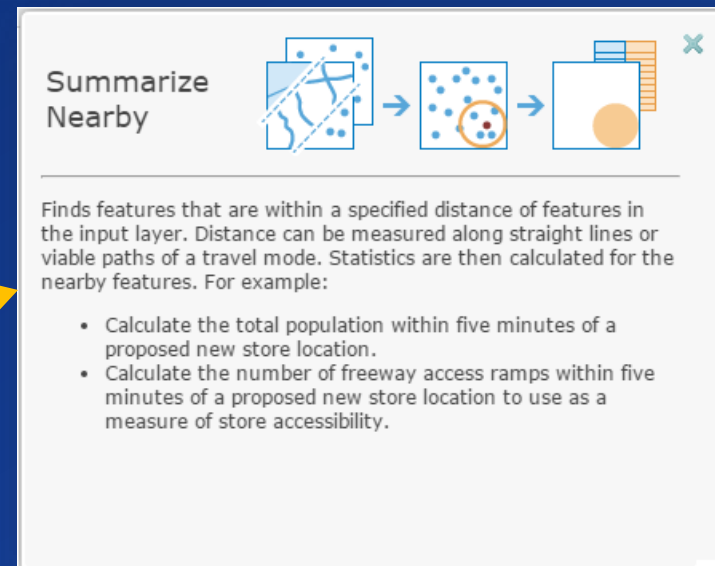 Summarize
Nearby
Finds features that are within a specified distance of features in
the input layer. Distance can be measured along straight lines or
viable paths of a travel mode. Statistics are then calculated for the
nearby features. For example:
• Calculate the total population within five minutes of a
proposed new store location.
• Calculate the number of freeway access ramps within five
minutes of a proposed new store location to use as a
measure of store accessibility.